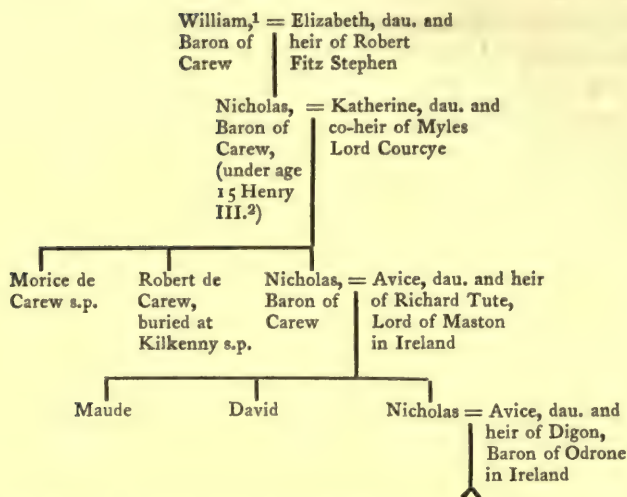 William,¹ = Elizabeth, dau. and
Baron of heir of Robert
Carew Fitz Stephen
Nicholas, = Katherine, dau. and
Baron of co-heir of Myles
Carew, Lord Courcye
(under age
15 Henry
III.²)
Morice de Robert de Nicholas, = Avice, dau. and heir
Carew s.p. Carew, Baron of of Richard Tute,
buried at Carew Lord of Maston
Kilkenny s.p. in Ireland
Maude David Nicholas = Avice, dau. and
heir of Digon,
Baron of Odrone
in Ireland